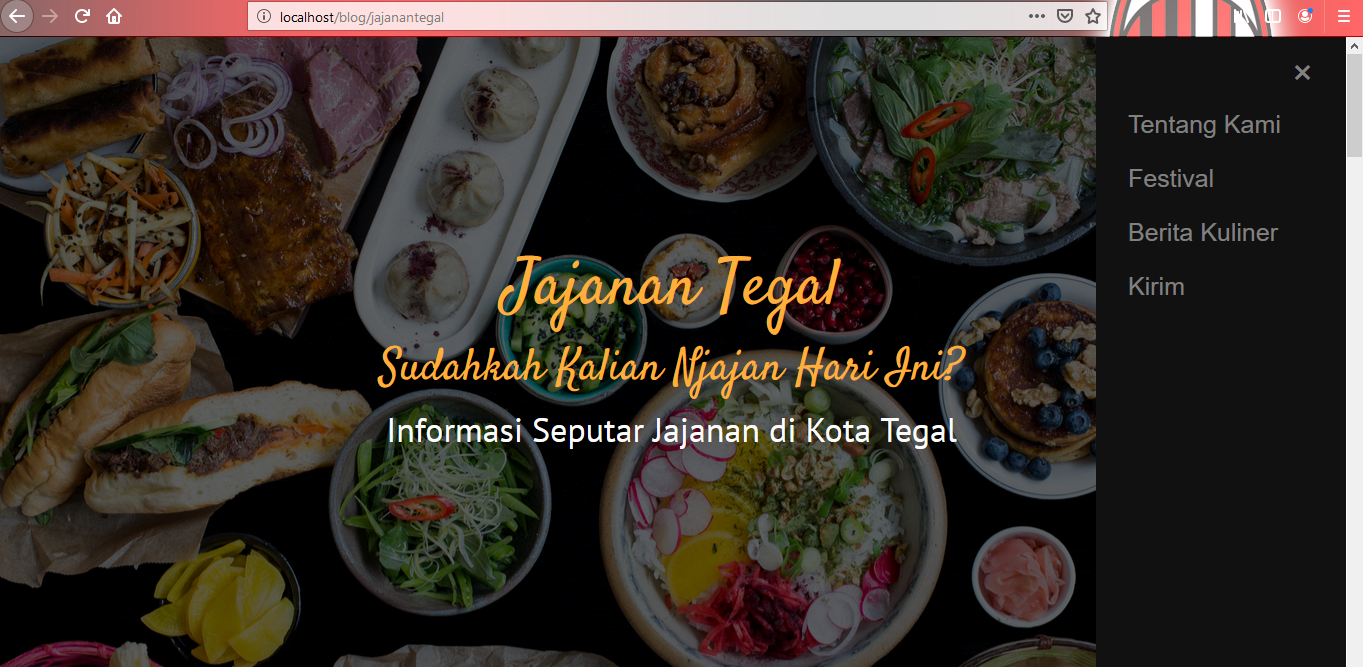 localhost/blog/jajanantegal
Tentang Kami
Festival
Berita Kuliner
Kirim
Jajanan Tegal
Sudahkah Kalian Njajan Hari Ini?
Informasi Seputar Jajanan di Kota Tegal